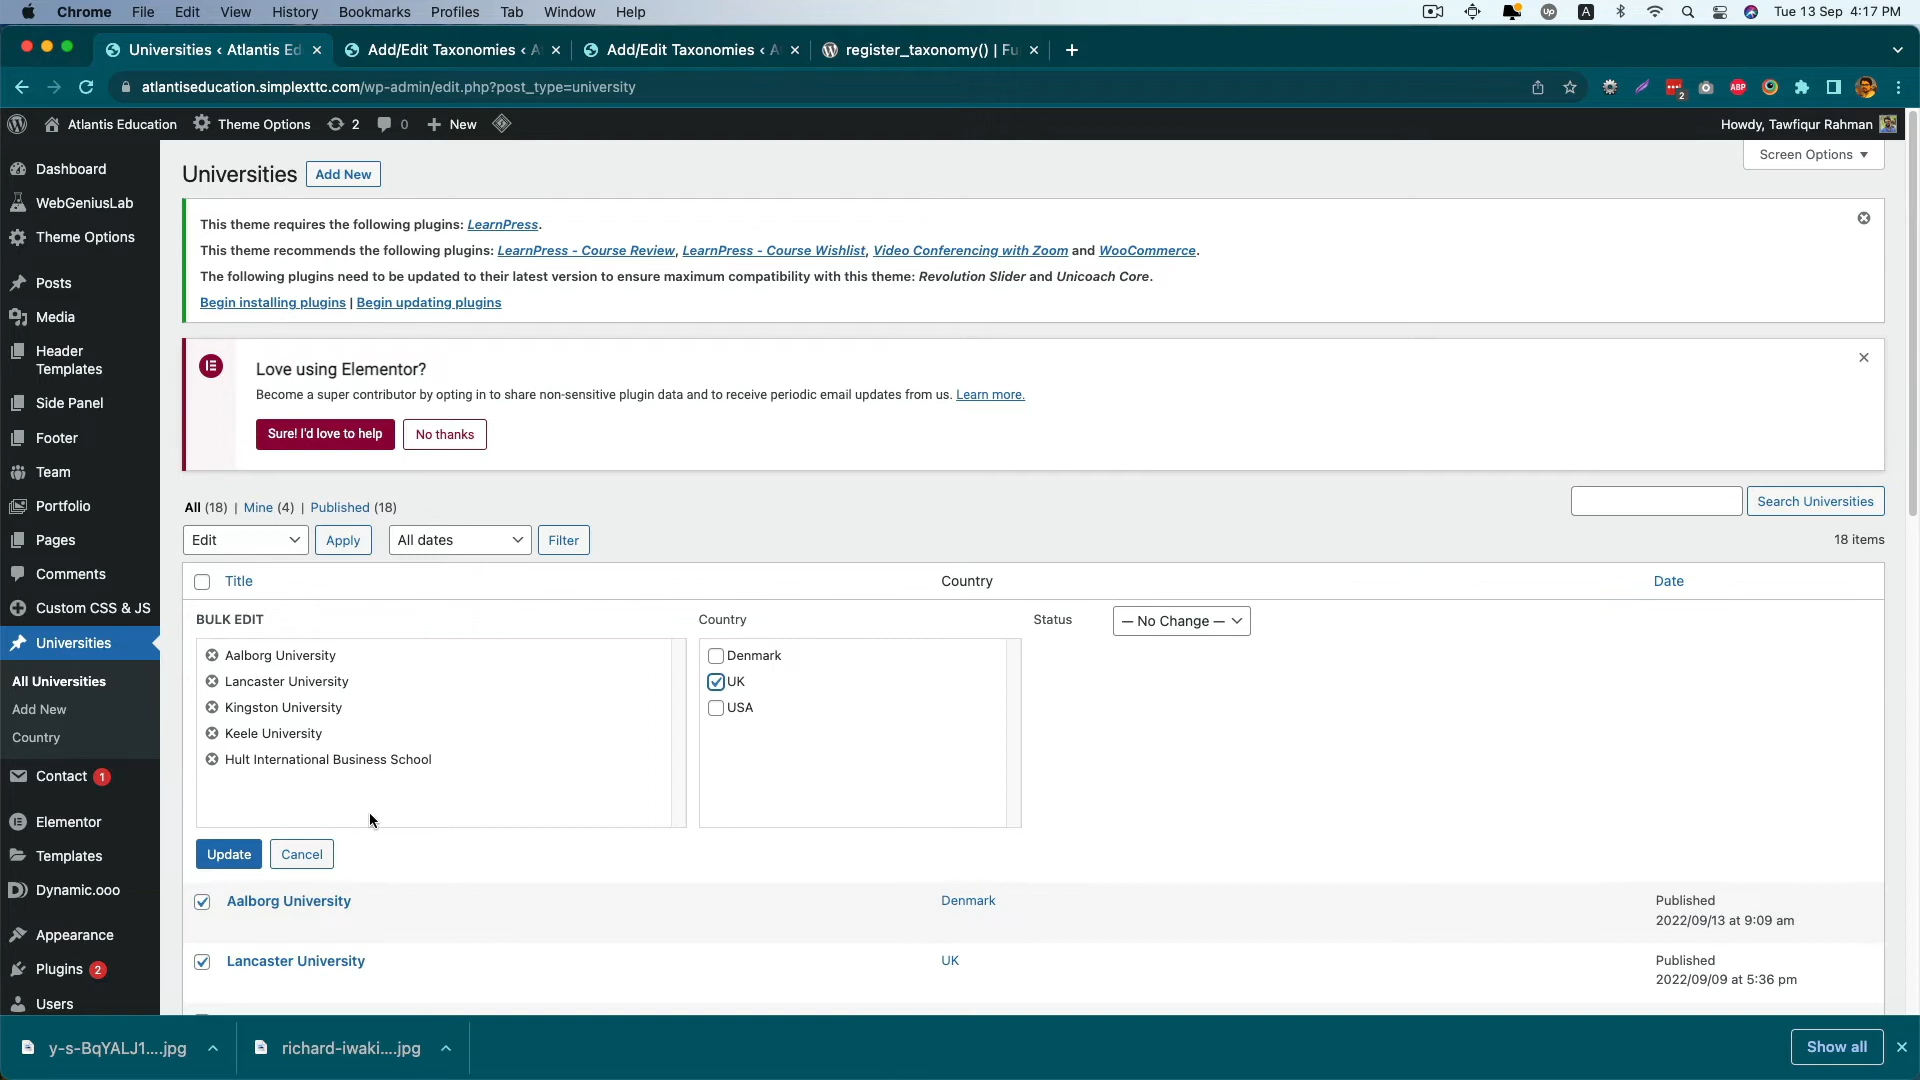 Chrome File Edit View History Bookmarks Profiles Tab Window Help Up A Tue 13 Sep 4:17 PM
Universities ‹ Atlantis Ed Add/Edit Taxonomies ‹ A Add/Edit Taxonomies ‹ A register_taxonomy() | Fu
atlantiseducation.simplexttc.com/wp-admin/edit.php?post_type=university 2 ABP
Atlantis Education Theme Options 2 0 New Howdy, Tawfiqur Rahman
Screen Options
Dashboard
WebGeniusLab
Theme Options
Posts
Media
Header
Templates
Side Panel
Footer
Team
Portfolio
Pages
Comments
Custom CSS & JS
Universities
All Universities
Add New
Country
Contact 1
Elementor
Templates
Dynamic.ooo
Appearance
Plugins 2
Users
Universities Add New
This theme requires the following plugins: LearnPress.
This theme recommends the following plugins: LearnPress - Course Review, LearnPress - Course Wishlist, Video Conferencing with Zoom and WooCommerce.
The following plugins need to be updated to their latest version to ensure maximum compatibility with this theme: Revolution Slider and Unicoach Core.
Begin installing plugins | Begin updating plugins
Love using Elementor?
Become a super contributor by opting in to share non-sensitive plugin data and to receive periodic email updates from us. Learn more.
Sure! I'd love to help No thanks
All (18) | Mine (4) | Published (18) Search Universities
Edit Apply All dates Filter 18 items
Title Country Date
BULK EDIT Country Status — No Change —
Aalborg University Denmark
Lancaster University UK
Kingston University USA
Keele University
Hult International Business School
Update Cancel
Aalborg University Denmark Published
2022/09/13 at 9:09 am
Lancaster University UK Published
2022/09/09 at 5:36 pm
y-s-BqYALJ1....jpg richard-iwaki....jpg Show all